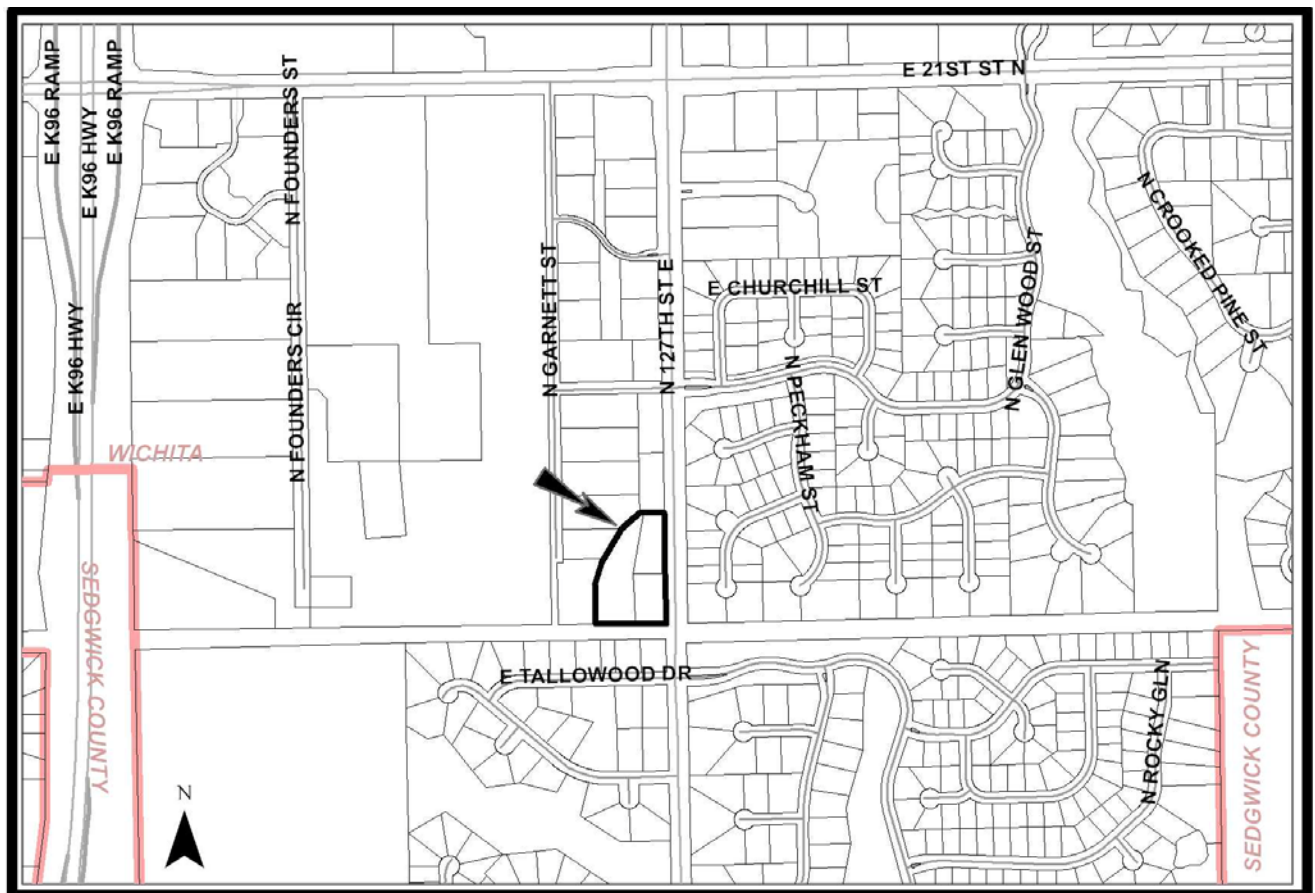 E K96 RAMP
E K96 HWY
E K96 RAMP
N FOUNDERS ST
E 21ST ST N
N CROOKED PINE ST
N GARNETT ST
N 127TH ST E
E CHURCHILL ST
N GLEN WOOD ST
E K96 HWY
N FOUNDERS CIR
N PECKHAM ST
WICHITA
SEDGWICK COUNTY
E TALLOWOOD DR
N ROCKY GLN
SEDGWICK COUNTY
N